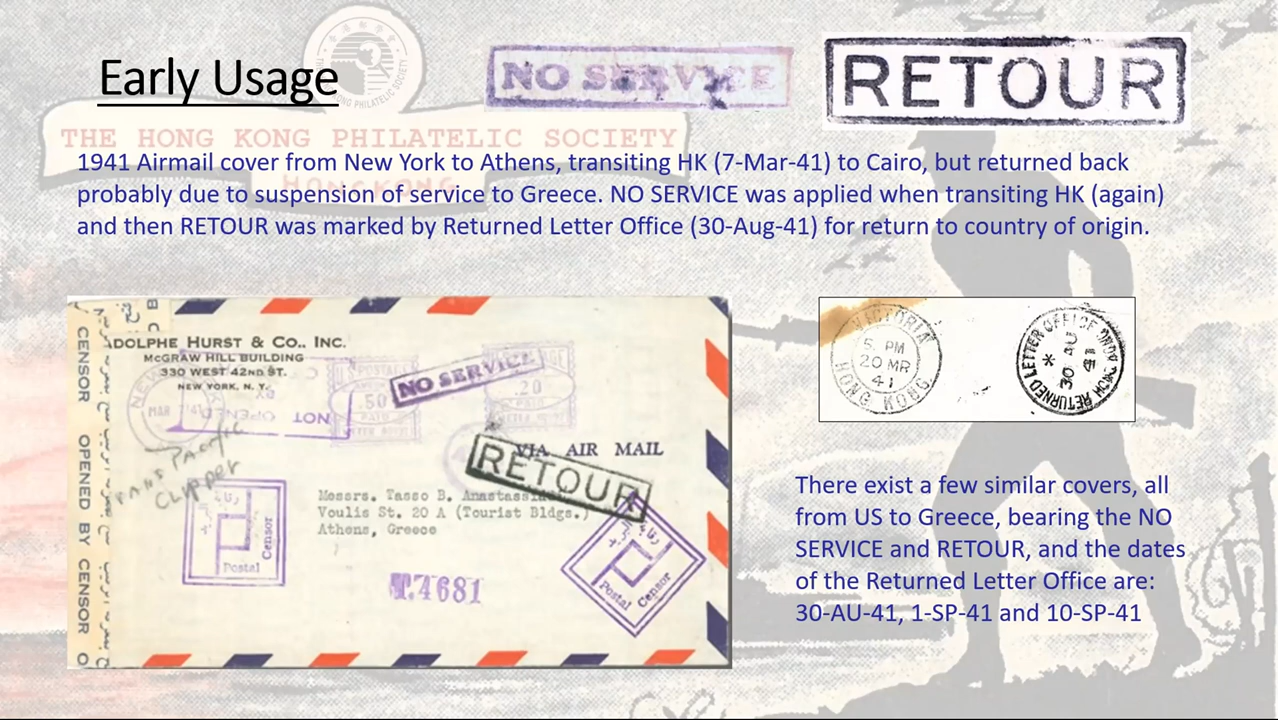 Early Usage
NO SERVICE
RETOUR
THE HONG KONG PHILATELIC SOCIETY
1941 Airmail cover from New York to Athens, transiting HK (7-Mar-41) to Cairo, but returned back
probably due to suspension of service to Greece. NO SERVICE was applied when transiting HK (again)
and then RETOUR was marked by Returned Letter Office (30-Aug-41) for return to country of origin.
DOLPHE HURST & CO., INC.
MCGRAW HILL BUILDING
330 WEST 42ND ST.
NEW YORK, N. Y.
NO SERVICE
50
.20
MAR
NOT OPENED
CENSOR OPENED BY CENSOR
VIA AIR MAIL
RETOUR
CLIPPER
Messrs. Tasso B.
Voulis St. 20 A (Tourist Bldgs.)
Athens, Greece
Postal Censor
Postal Censor
T.4681
VICTORIA
5. PM
20 MR
41
HONG KONG
RETURNED LETTER OFFICE HONG KONG
30 AU
41
There exist a few similar covers, all
from US to Greece, bearing the NO
SERVICE and RETOUR, and the dates
of the Returned Letter Office are:
30-AU-41, 1-SP-41 and 10-SP-41